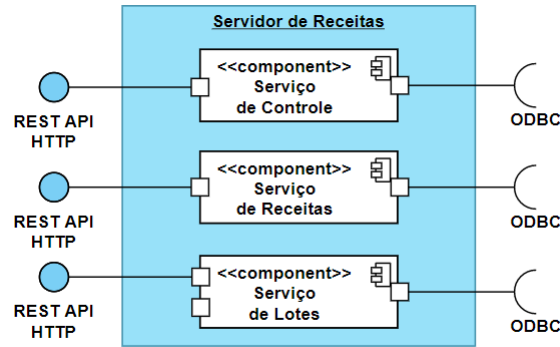 Servidor de Receitas
<<component>>
Serviço
de Controle
REST API
HTTP
ODBC
<<component>>
Serviço
de Receitas
REST API
HTTP
ODBC
<<component>>
Serviço
de Lotes
REST API
HTTP
ODBC